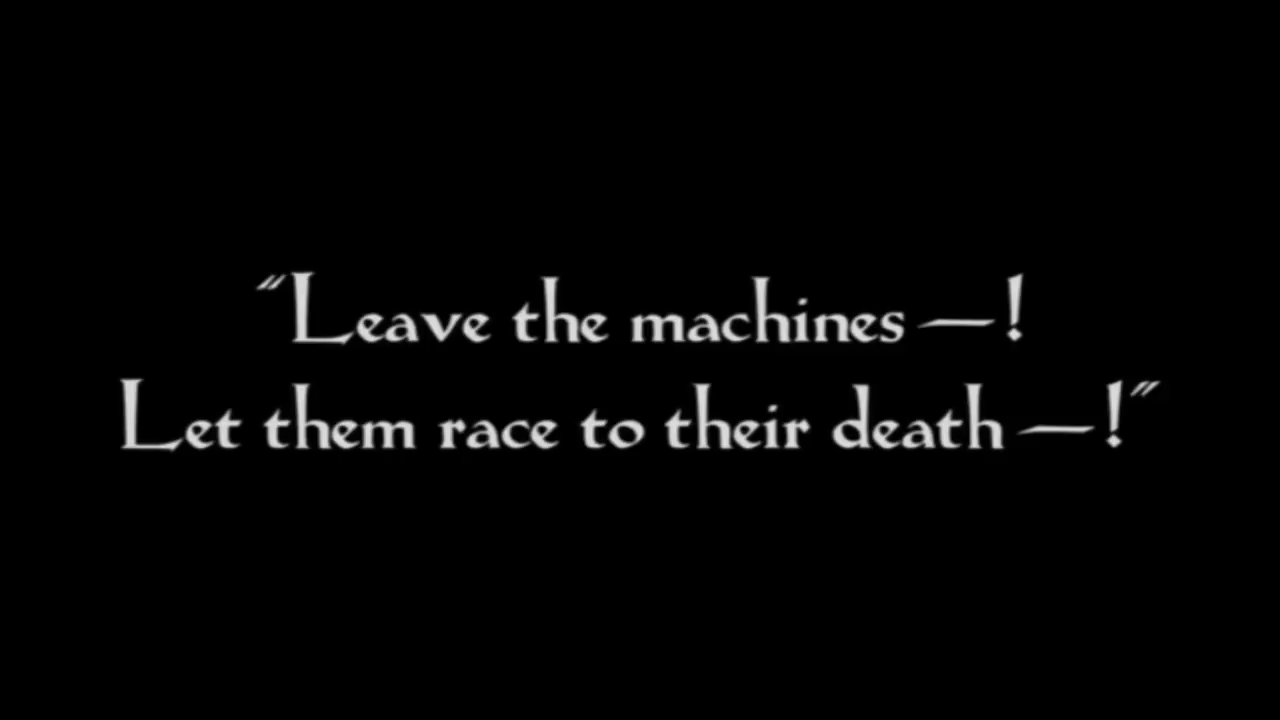 "Leave the machines—!
Let them race to their death—!"